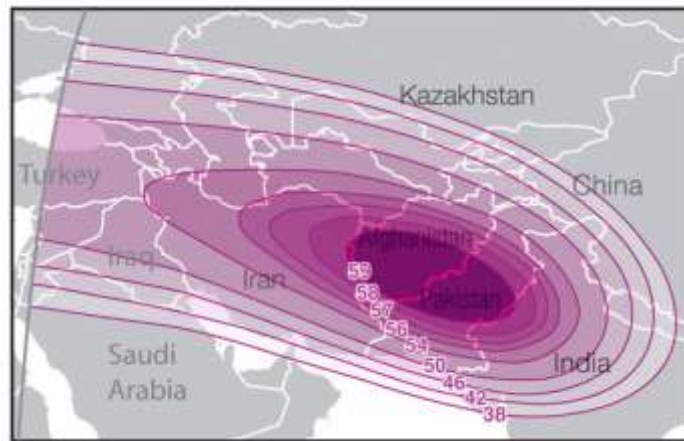 Kazakhstan
China
Turkey
Afghanistan
Iraq
Iran
Pakistan
Saudi
Arabia
India
59
58
57
56
54
50
46
42
38